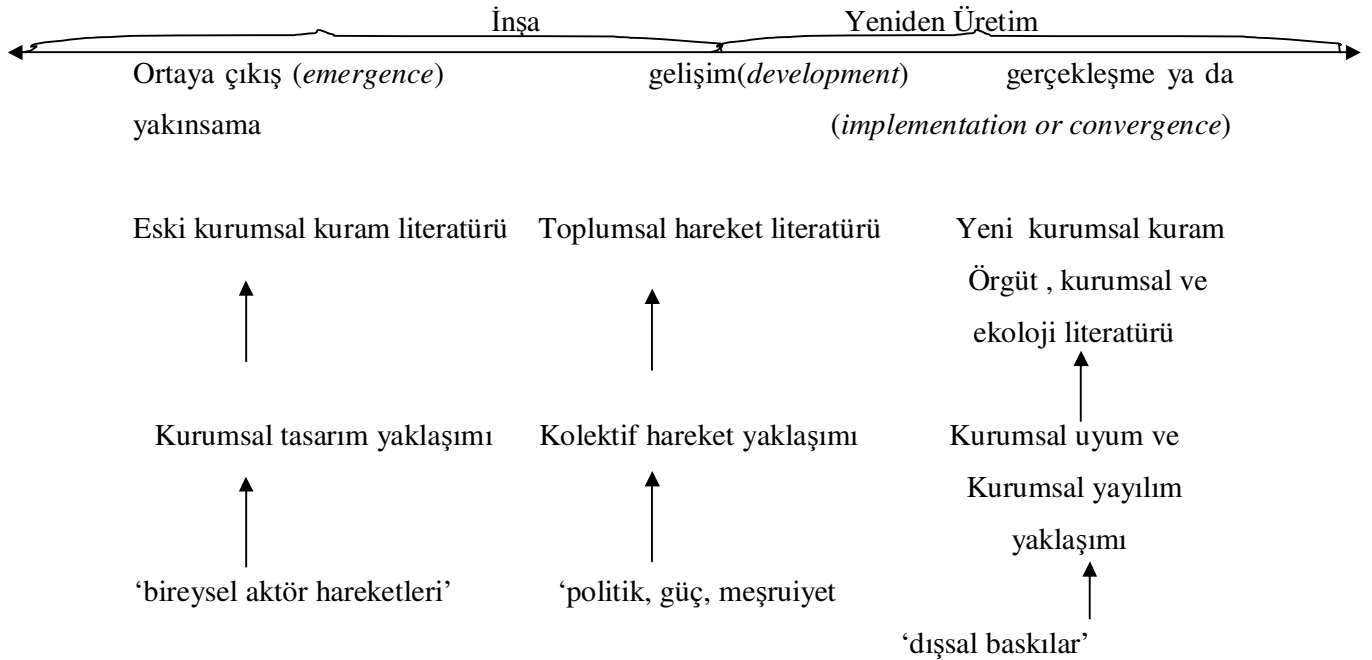 İnşa Yeniden Üretim
Ortaya çıkış (emergence) gelişim(development) gerçekleşme ya da
yakınsama (implementation or convergence)
Eski kurumsal kuram literatürü Toplumsal hareket literatürü Yeni kurumsal kuram
Örgüt , kurumsal ve
ekoloji literatürü
Kurumsal tasarım yaklaşımı Kolektif hareket yaklaşımı Kurumsal uyum ve
Kurumsal yayılım
yaklaşımı
‘bireysel aktör hareketleri’ ‘politik, güç, meşruiyet
‘dışsal baskılar’